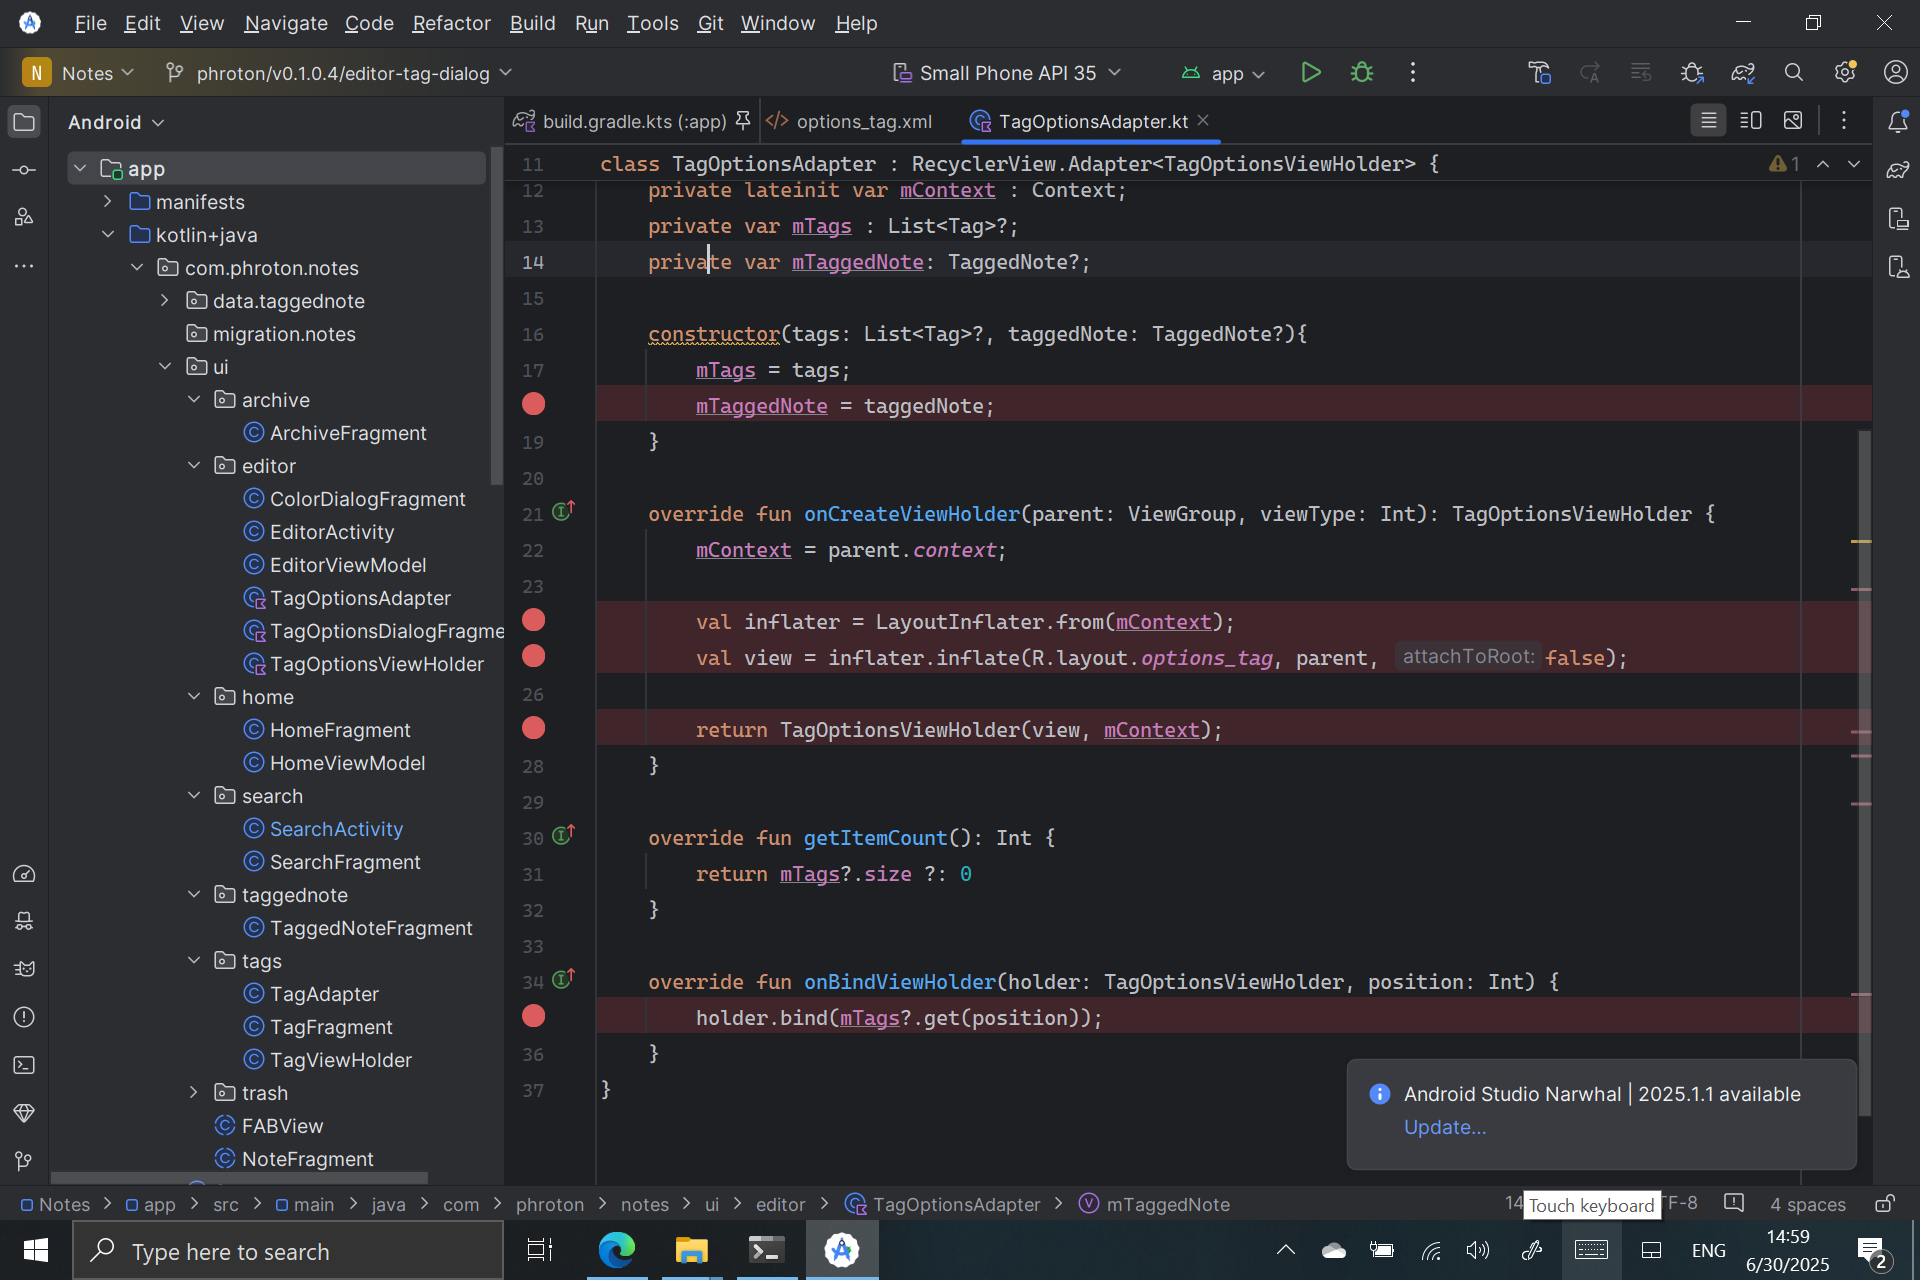 File Edit View Navigate Code Refactor Build Run Tools Git Window Help
N Notes phroton/v0.1.0.4/editor-tag-dialog Small Phone API 35 app
Android
app
manifests
kotlin+java
com.phroton.notes
data.taggednote
migration.notes
ui
archive
ArchiveFragment
editor
ColorDialogFragment
EditorActivity
EditorViewModel
TagOptionsAdapter
TagOptionsDialogFragme
TagOptionsViewHolder
home
HomeFragment
HomeViewModel
search
SearchActivity
SearchFragment
taggednote
TaggedNoteFragment
tags
TagAdapter
TagFragment
TagViewHolder
trash
FABView
NoteFragment
build.gradle.kts (:app) options_tag.xml TagOptionsAdapter.kt
11 class TagOptionsAdapter : RecyclerView.Adapter<TagOptionsViewHolder> { 1
12 private lateinit var mContext : Context;
13 private var mTags : List<Tag>?;
14 private var mTaggedNote: TaggedNote?;
15
16 constructor(tags: List<Tag>?, taggedNote: TaggedNote?){
17 mTags = tags;
mTaggedNote = taggedNote;
19 }
20
21 override fun onCreateViewHolder(parent: ViewGroup, viewType: Int): TagOptionsViewHolder {
22 mContext = parent.context;
23
val inflater = LayoutInflater.from(mContext);
val view = inflater.inflate(R.layout.options_tag, parent, attachToRoot: false);
26
return TagOptionsViewHolder(view, mContext);
28 }
29
30 override fun getItemCount(): Int {
31 return mTags?.size ?: 0
32 }
33
34 override fun onBindViewHolder(holder: TagOptionsViewHolder, position: Int) {
holder.bind(mTags?.get(position));
36 }
37 }
Android Studio Narwhal | 2025.1.1 available
Update...
Notes app src main java com phroton notes ui editor TagOptionsAdapter mTaggedNote 14 TF-8 4 spaces
Touch keyboard
Type here to search
ENG
14:59
6/30/2025
2